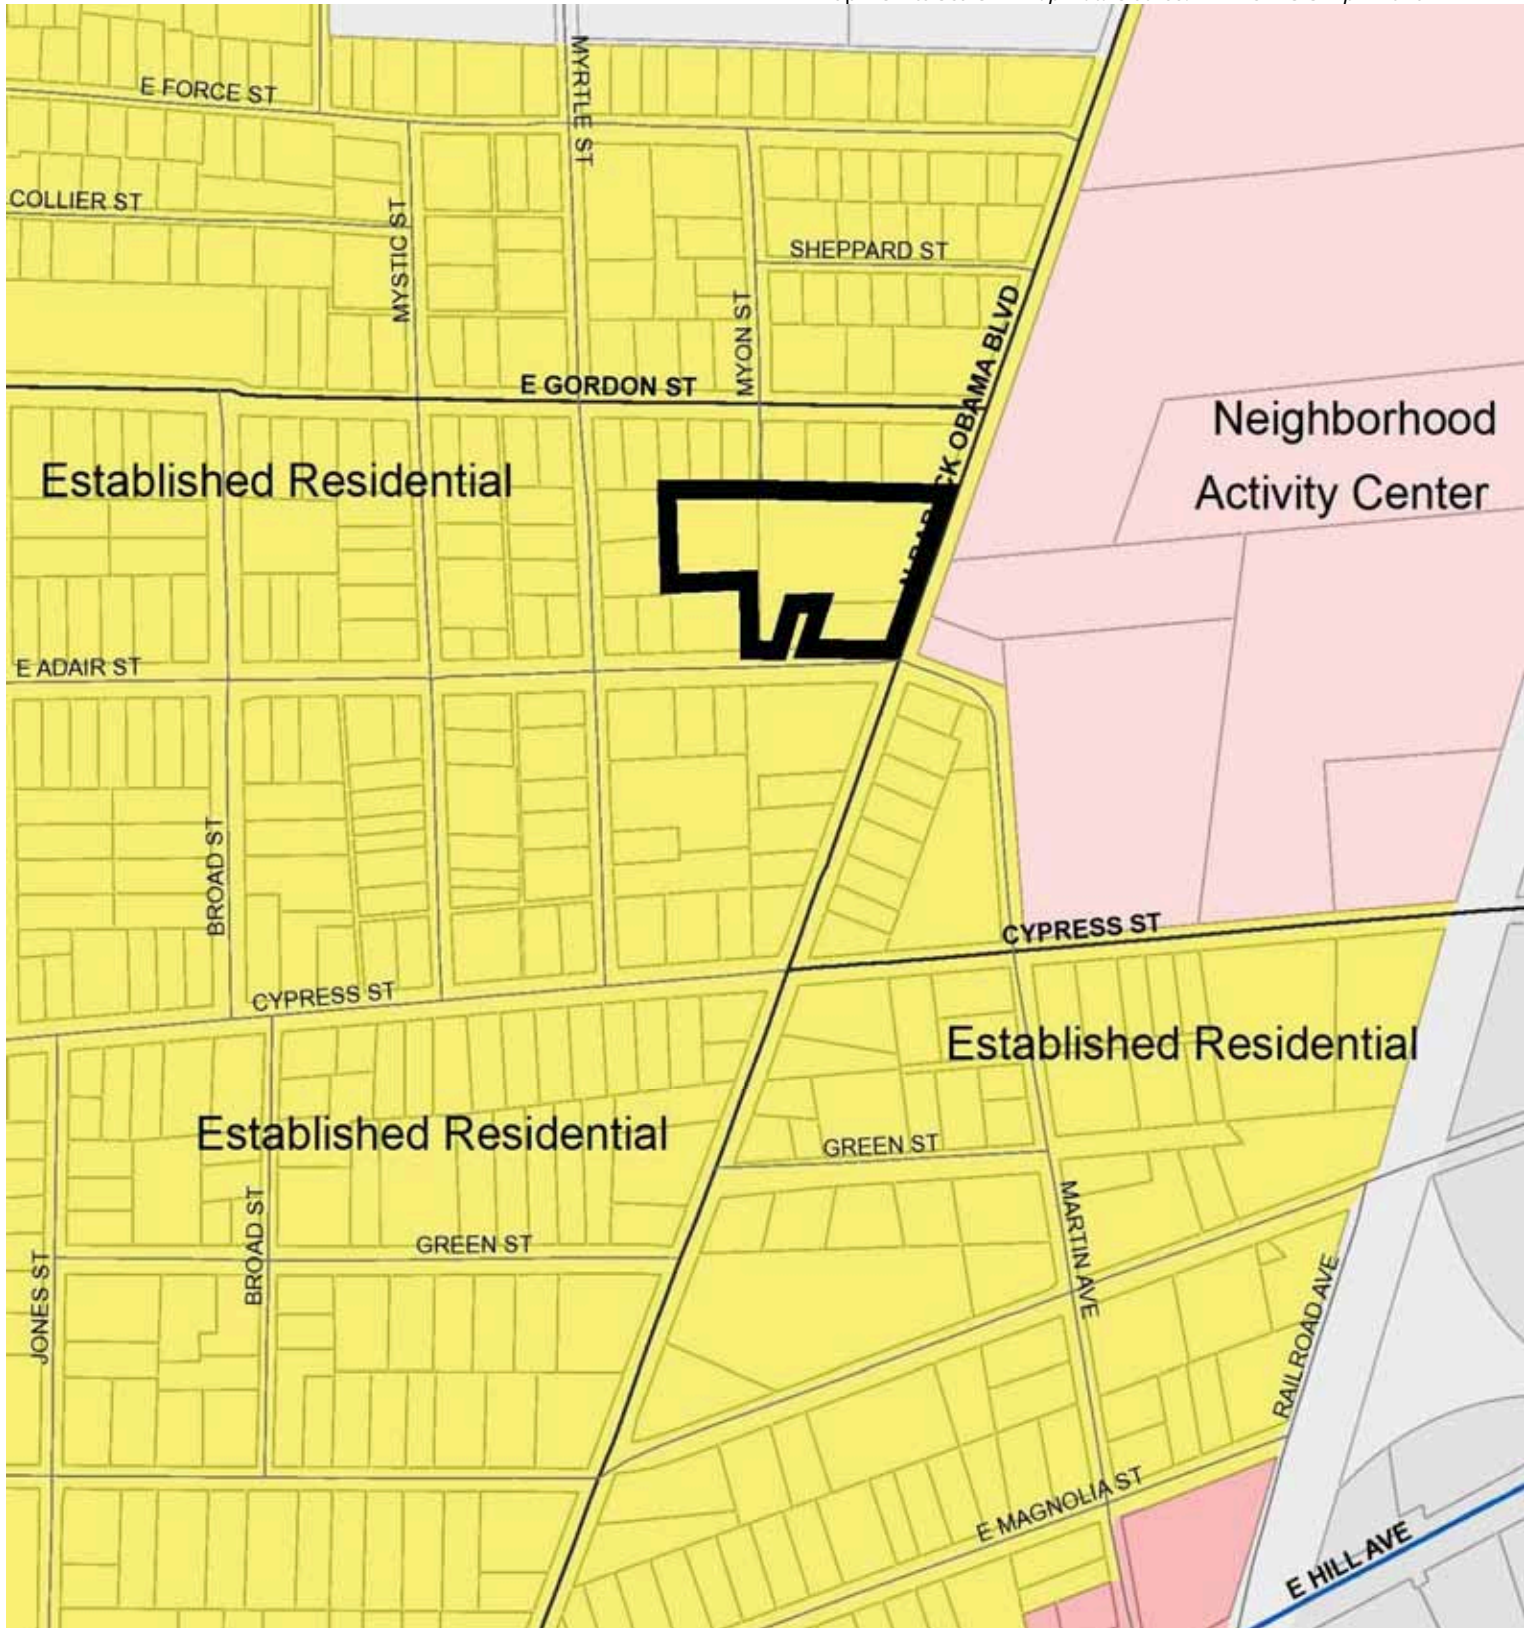 MYRTLE ST
E FORCE ST
COLLIER ST
MYSTIC ST
SHEPPARD ST
MYON ST
E GORDON ST
OBAMA BLVD
Neighborhood
Activity Center
Established Residential
E ADAIR ST
BROAD ST
CYPRESS ST
CYPRESS ST
Established Residential
Established Residential
GREEN ST
MARTIN AVE
BROAD ST
GREEN ST
JONES ST
RAILROAD AVE
E MAGNOLIA ST
E HILL AVE